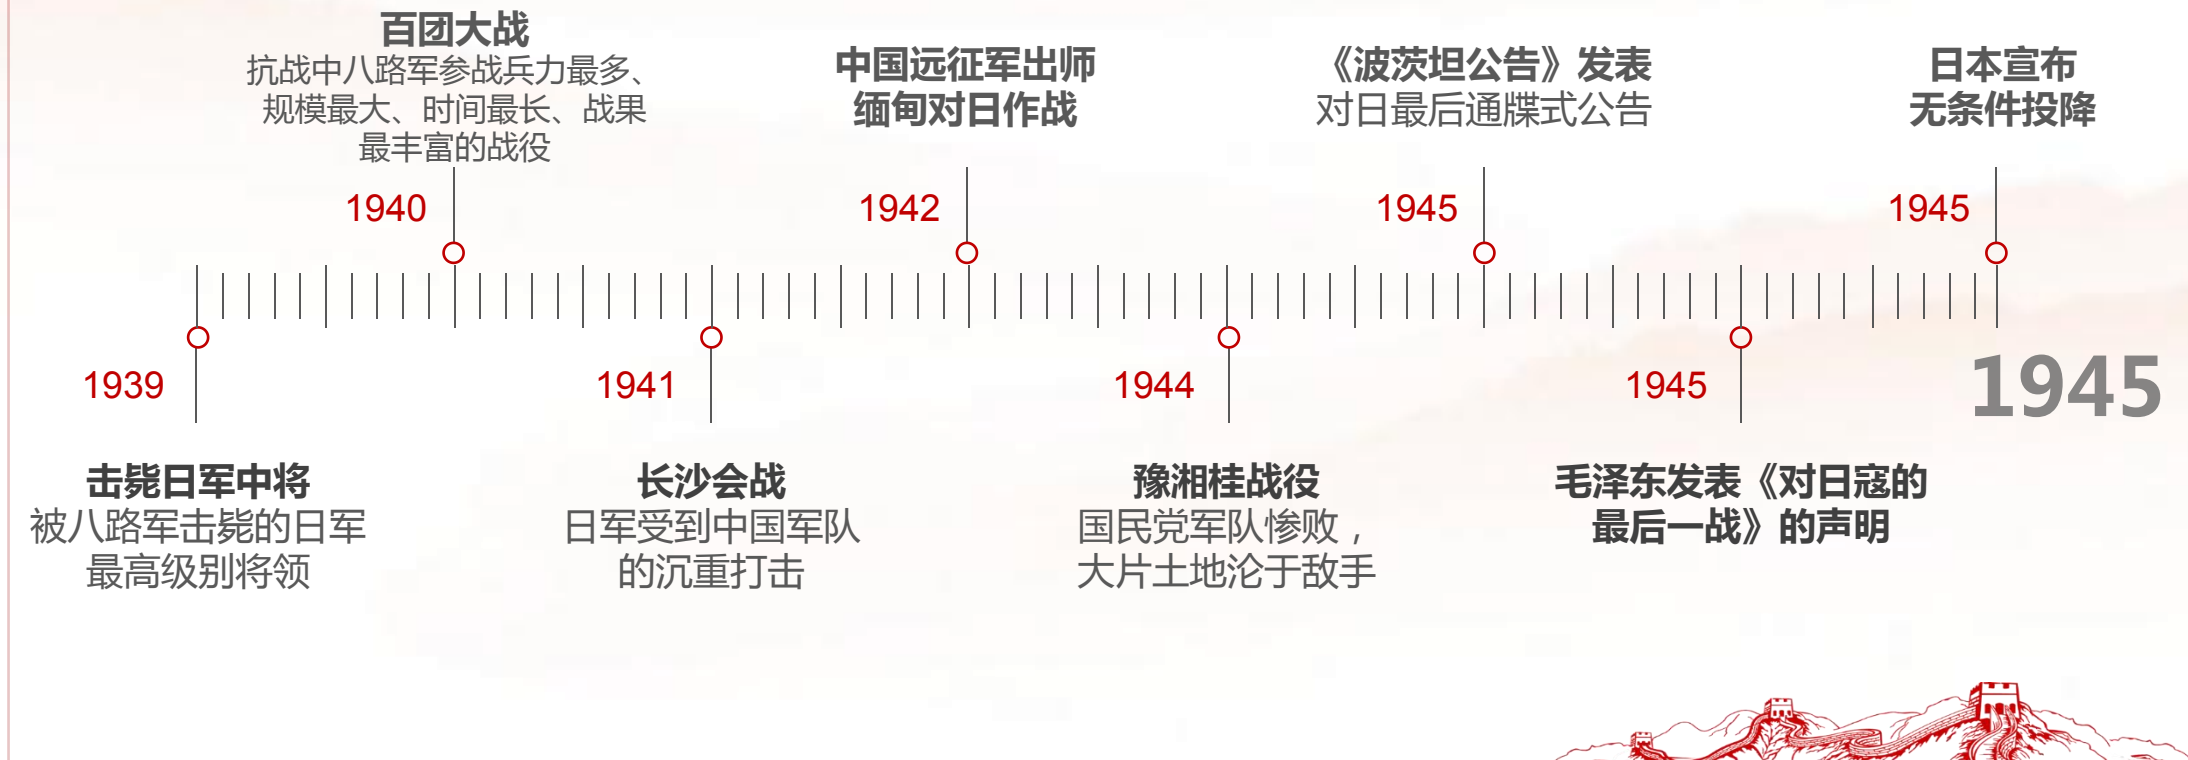 百团大战
抗战中八路军参战兵力最多、
规模最大、时间最长、战果
最丰富的战役
中国远征军出师
缅甸对日作战
《波茨坦公告》发表
对日最后通牒式公告
日本宣布
无条件投降
1940
1942
1945
1945
1939
1941
1944
1945
1945
击毙日军中将
被八路军击毙的日军
最高级别将领
长沙会战
日军受到中国军队
的沉重打击
豫湘桂战役
国民党军队惨败，
大片土地沦于敌手
毛泽东发表《对日寇的
最后一战》的声明